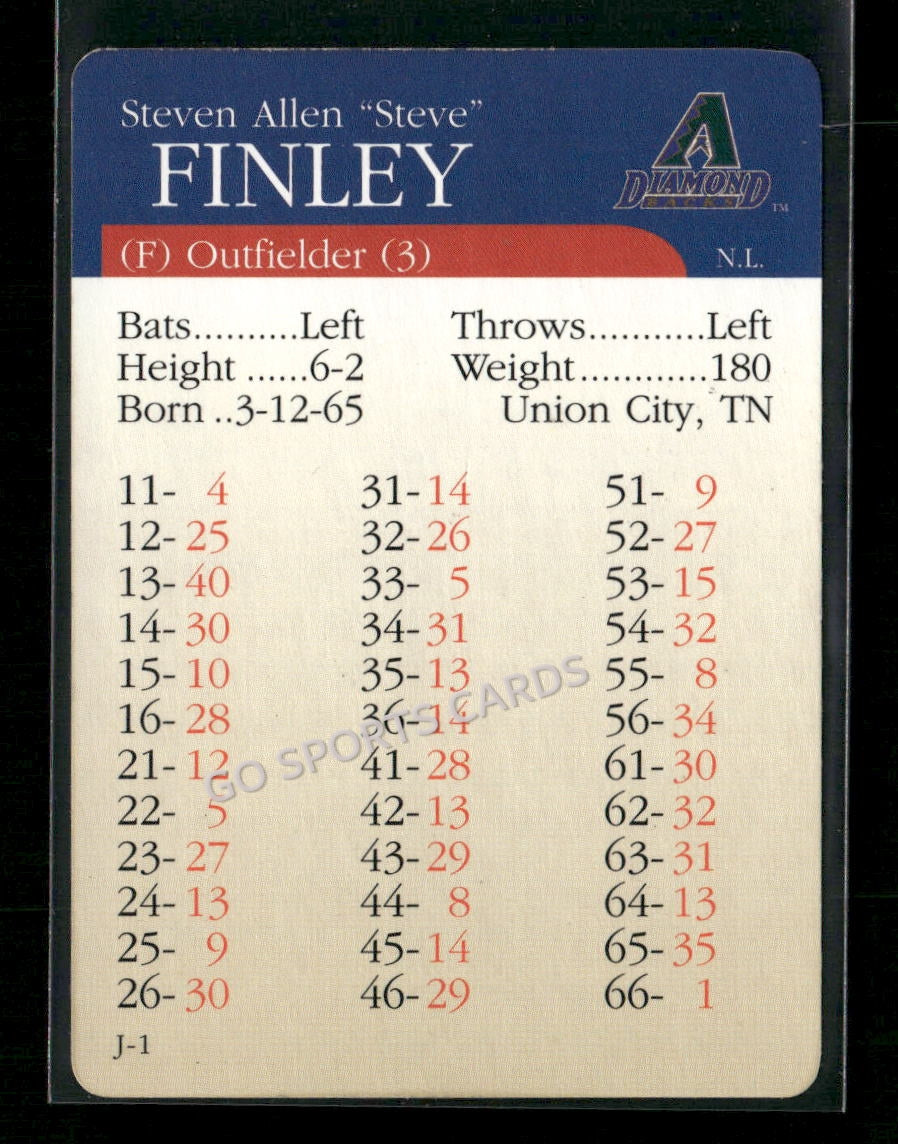 Steven Allen “Steve”
FINLEY
DIAMOND
BACKS
TM
(F) Outfielder (3)
N.L.
Bats..........Left Throws...........Left
Height ......6-2 Weight............180
Born ..3-12-65 Union City, TN
11- 4 31- 14 51- 9
12- 25 32- 26 52- 27
13- 40 33- 5 53- 15
14- 30 34- 31 54- 32
15- 10 35- 13 55- 8
16- 28 36- 14 56- 34
21- 12 41- 28 61- 30
22- 5 42- 13 62- 32
23- 27 43- 29 63- 31
24- 13 44- 8 64- 13
25- 9 45- 14 65- 35
26- 30 46- 29 66- 1
J-1
GO SPORTS CARDS